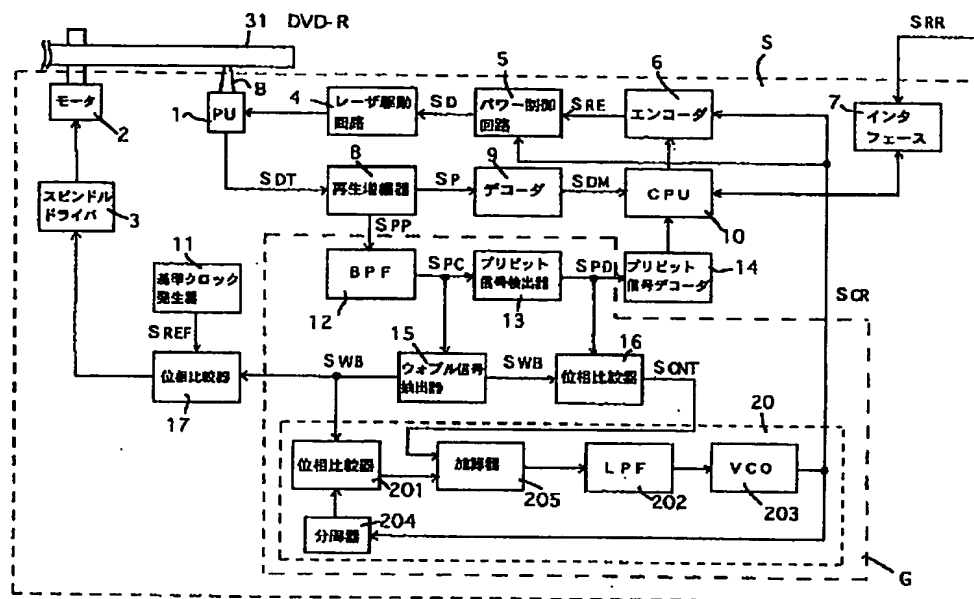 31 DVD-R
SRR
S
モータ
2
B
1
PU
4
レーザ駆動
回路
SD
5
パワー制御
回路
SRE
6
エンコーダ
7
インタ
フェース
スピンドル
ドライバ
3
SDT
8
再生増幅器
SP
9
デコーダ
SDM
CPU
10
SPP
11
基準クロック
発生器
BPF
12
SPC
プリピット
信号検出器
13
SPD
プリピット
信号デコーダ
14
SCR
SREF
位相比較器
17
SWB
15
ウォブル信号
抽出器
SWB
16
位相比較器
SCNT
20
位相比較器
201
加算器
205
LPF
202
VCO
203
204
分周器
G